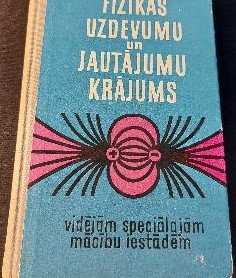 FIZIKAS
UZDEVUMU
un
JAUTĀJUMU
KRĀJUMS
vidējām speciālajām
mācību iestādēm